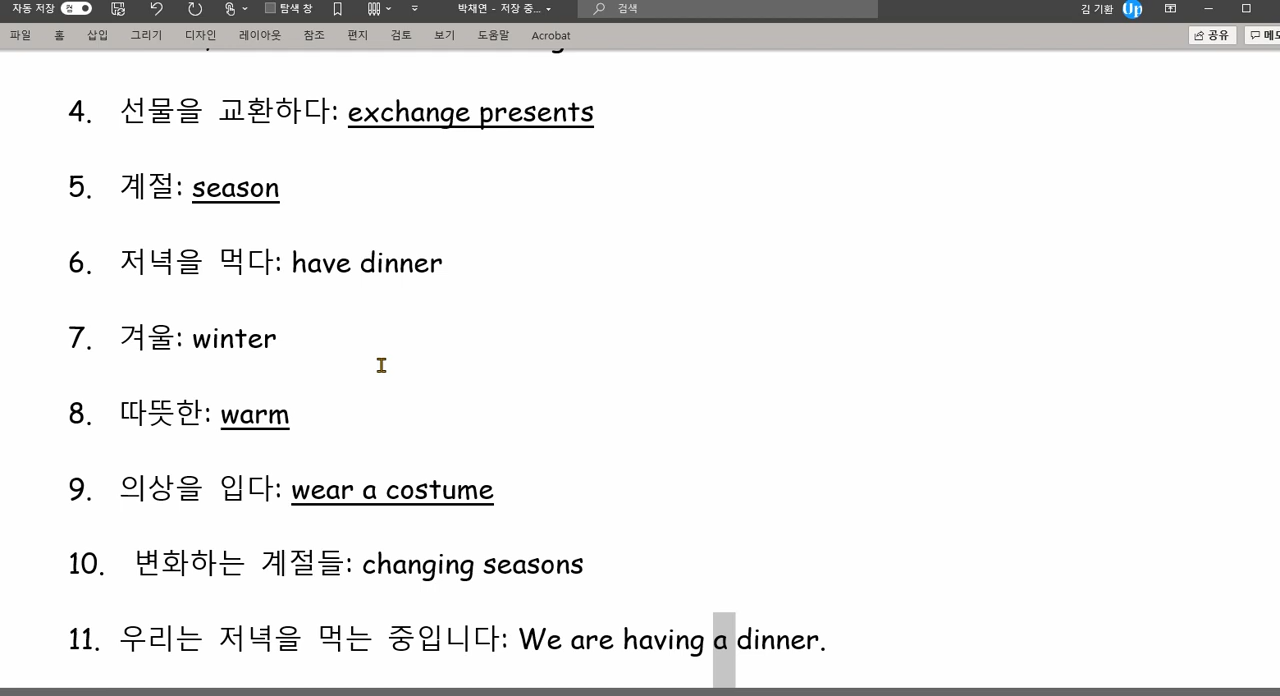 자동 저장 켬 탐색 창 박채연 - 저장 중... 검색 김 기환 Up
파일 홈 삽입 그리기 디자인 레이아웃 참조 편지 검토 보기 도움말 Acrobat 공유
4. 선물을 교환하다: exchange presents
5. 계절: season
6. 저녁을 먹다: have dinner
7. 겨울: winter
8. 따뜻한: warm
9. 의상을 입다: wear a costume
10. 변화하는 계절들: changing seasons
11. 우리는 저녁을 먹는 중입니다: We are having a dinner.